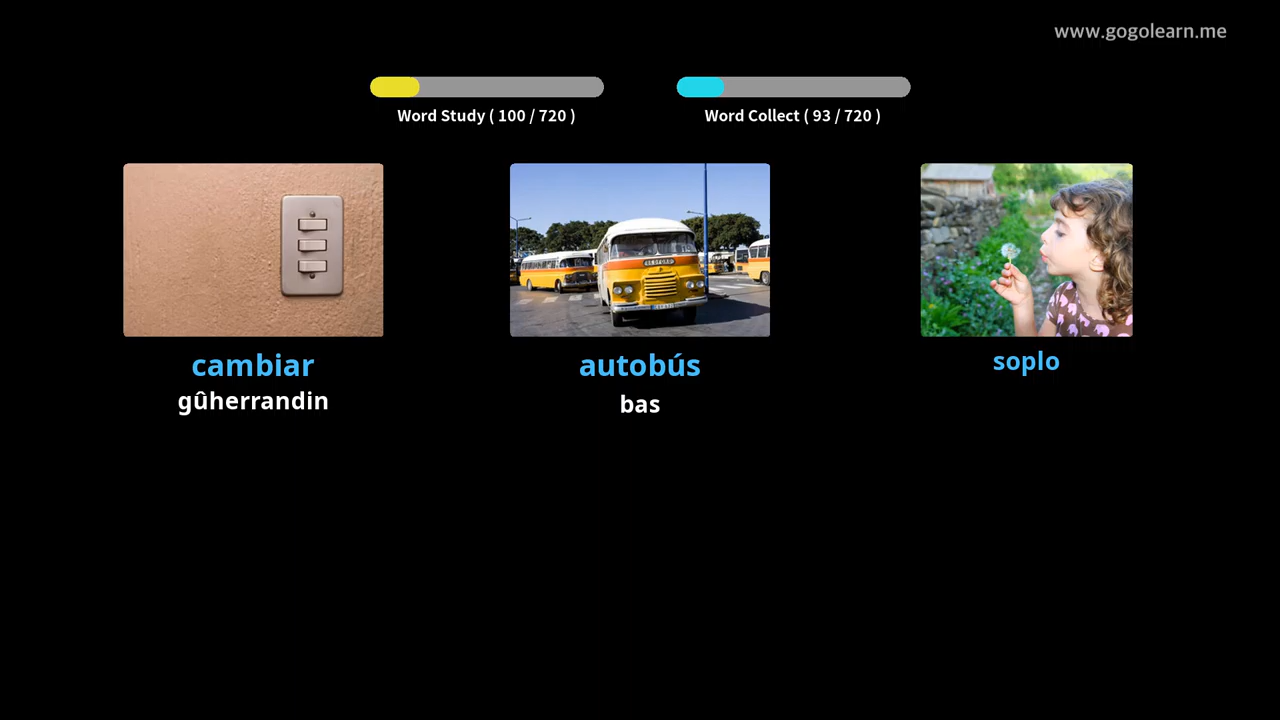 www.gogolearn.me
Word Study ( 100 / 720 )
Word Collect ( 93 / 720 )
cambiar
gûherrandin
autobús
bas
soplo